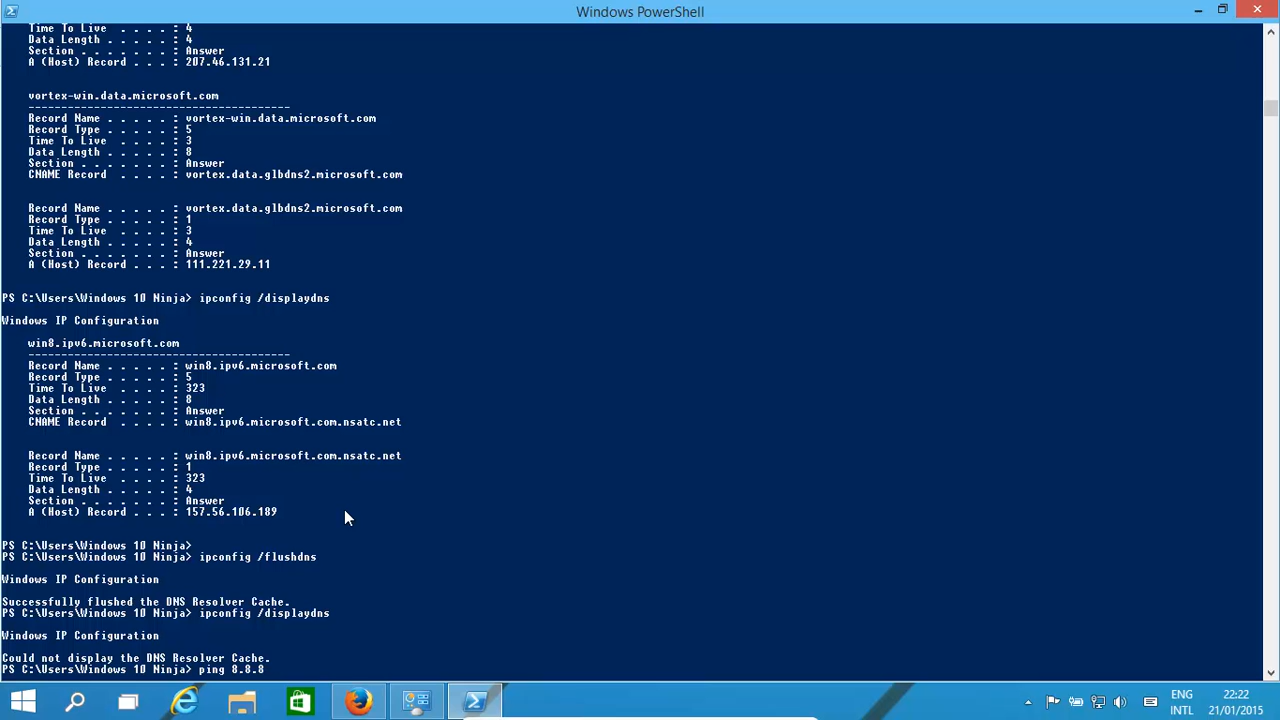 Windows PowerShell
Time To Live . . . . : 4
Data Length . . . . . : 4
Section . . . . . . . : Answer
A (Host) Record . . . : 207.46.131.21
vortex-win.data.microsoft.com
----------------------------------------
Record Name . . . . . : vortex-win.data.microsoft.com
Record Type . . . . . : 5
Time To Live . . . . : 3
Data Length . . . . . : 8
Section . . . . . . . : Answer
CNAME Record . . . . : vortex.data.glbdns2.microsoft.com
Record Name . . . . . : vortex.data.glbdns2.microsoft.com
Record Type . . . . . : 1
Time To Live . . . . : 3
Data Length . . . . . : 4
Section . . . . . . . : Answer
A (Host) Record . . . : 111.221.29.11
PS C:\Users\Windows 10 Ninja> ipconfig /displaydns
Windows IP Configuration
win8.ipv6.microsoft.com
----------------------------------------
Record Name . . . . . : win8.ipv6.microsoft.com
Record Type . . . . . : 5
Time To Live . . . . : 323
Data Length . . . . . : 8
Section . . . . . . . : Answer
CNAME Record . . . . : win8.ipv6.microsoft.com.nsatc.net
Record Name . . . . . : win8.ipv6.microsoft.com.nsatc.net
Record Type . . . . . : 1
Time To Live . . . . : 323
Data Length . . . . . : 4
Section . . . . . . . : Answer
A (Host) Record . . . : 157.56.106.189
PS C:\Users\Windows 10 Ninja>
PS C:\Users\Windows 10 Ninja> ipconfig /flushdns
Windows IP Configuration
Successfully flushed the DNS Resolver Cache.
PS C:\Users\Windows 10 Ninja> ipconfig /displaydns
Windows IP Configuration
Could not display the DNS Resolver Cache.
PS C:\Users\Windows 10 Ninja> ping 8.8.8
ENG
INTL
22:22
21/01/2015